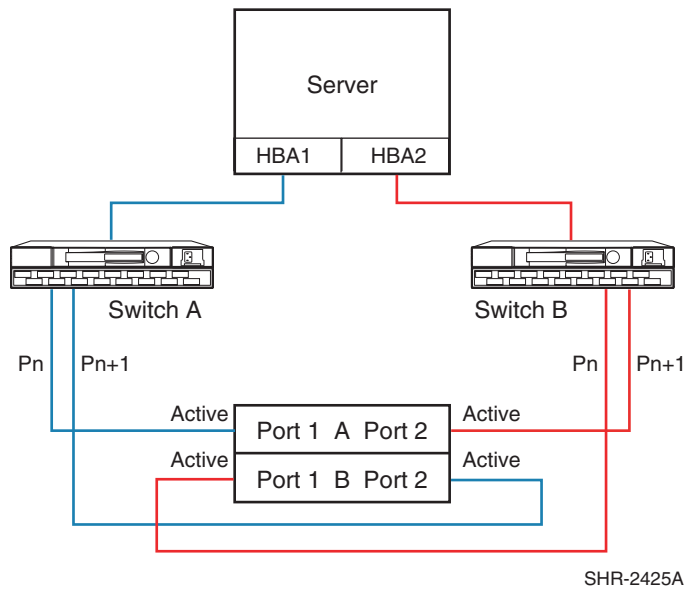 Server
HBA1 HBA2
Switch A Switch B
Pn Pn+1 Pn Pn+1
Active Port 1 A Port 2 Active
Active Port 1 B Port 2 Active
SHR-2425A